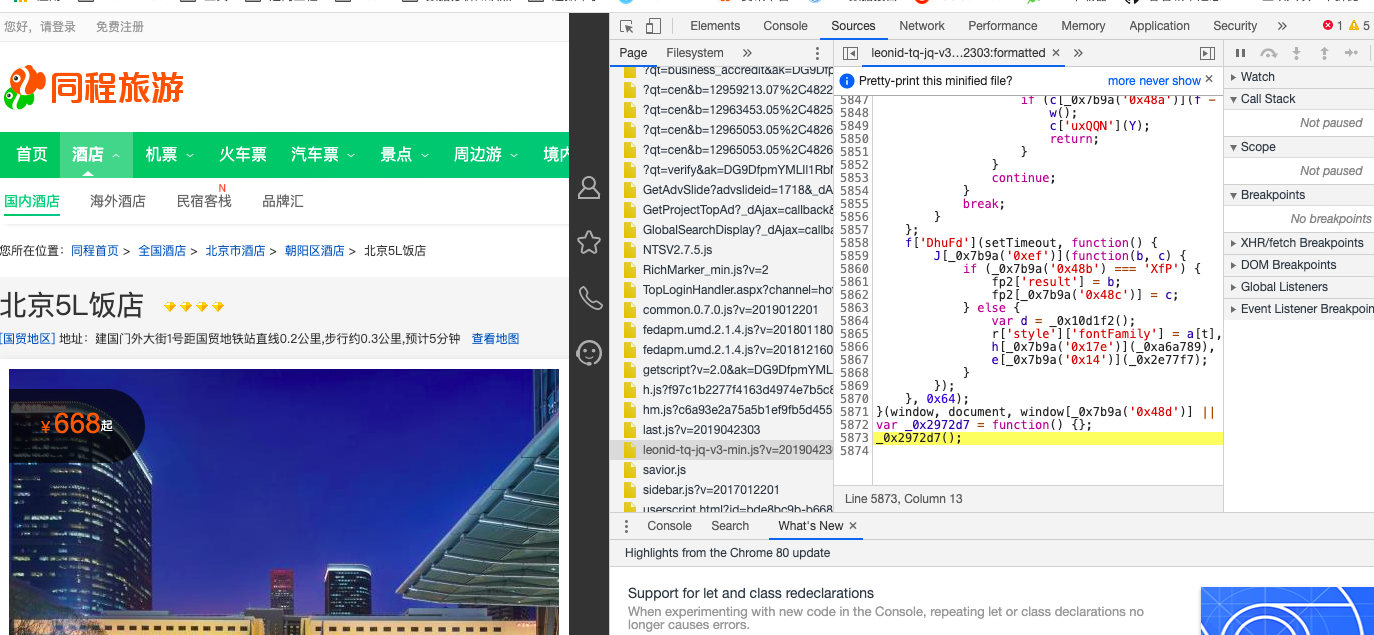 您好，请登录 免费注册
同程旅游
首页 酒店 机票 火车票 汽车票 景点 周边游 境内
国内酒店 海外酒店 民宿客栈 N 品牌汇
您所在位置： 同程首页 > 全国酒店 > 北京市酒店 > 朝阳区酒店 > 北京5L饭店
北京5L饭店
[国贸地区] 地址：建国门外大街1号距国贸地铁站直线0.2公里,步行约0.3公里,预计5分钟 查看地图
¥668起
Elements Console Sources Network Performance Memory Application Security » 1 5
Page Filesystem »
?qt=business_accredit&ak=DG9Dfp
?qt=cen&b=12959213.07%2C4822
?qt=cen&b=12963453.05%2C4825
?qt=cen&b=12965053.05%2C4826
?qt=cen&b=12965053.05%2C4826
?qt=verify&ak=DG9DfpmYMLlI1RbN
GetAdvSlide?advslideid=1718&_dA
GetProjectTopAd?_dAjax=callback&
GlobalSearchDisplay?_dAjax=callba
NTSV2.7.5.js
RichMarker_min.js?v=2
TopLoginHandler.aspx?channel=ho
common.0.7.0.js?v=2019012201
fedapm.umd.2.1.4.js?v=201801180
fedapm.umd.2.1.4.js?v=201812160
getscript?v=2.0&ak=DG9DfpmYML
h.js?f97c1b2277f4163d4974e7b5c8
hm.js?c6a93e2a75a5b1ef9fb5d455
last.js?v=2019042303
leonid-tq-jq-v3-min.js?v=20190423
savior.js
sidebar.js?v=2017012201
userscript.html?id=bde8bc9b-b668
leonid-tq-jq-v3…2303:formatted × »
Pretty-print this minified file? more never show ×
5847 if (c[_0x7b9a('0x48a')](f -
5848 w();
5849 c['uxQQN'](Y);
5850 return;
5851 }
5852 }
5853 continue;
5854 }
5855 break;
5856 }
5857 };
5858 f['DhuFd'](setTimeout, function() {
5859 J[_0x7b9a('0xef')](function(b, c) {
5860 if (_0x7b9a('0x48b') === 'XfP') {
5861 fp2['result'] = b;
5862 fp2[_0x7b9a('0x48c')] = c;
5863 } else {
5864 var d = _0x10d1f2();
5865 r['style']['fontFamily'] = a[t],
5866 h[_0x7b9a('0x17e')](_0xa6a789),
5867 e[_0x7b9a('0x14')](_0x2e77f7);
5868 }
5869 });
5870 }, 0x64);
5871 }(window, document, window[_0x7b9a('0x48d')] ||
5872 var _0x2972d7 = function() {};
5873 _0x2972d7();
5874
Line 5873, Column 13
Watch
Call Stack
Not paused
Scope
Not paused
Breakpoints
No breakpoints
XHR/fetch Breakpoints
DOM Breakpoints
Global Listeners
Event Listener Breakpoin
Console Search What's New ×
Highlights from the Chrome 80 update
Support for let and class redeclarations
When experimenting with new code in the Console, repeating let or class declarations no
longer causes errors.